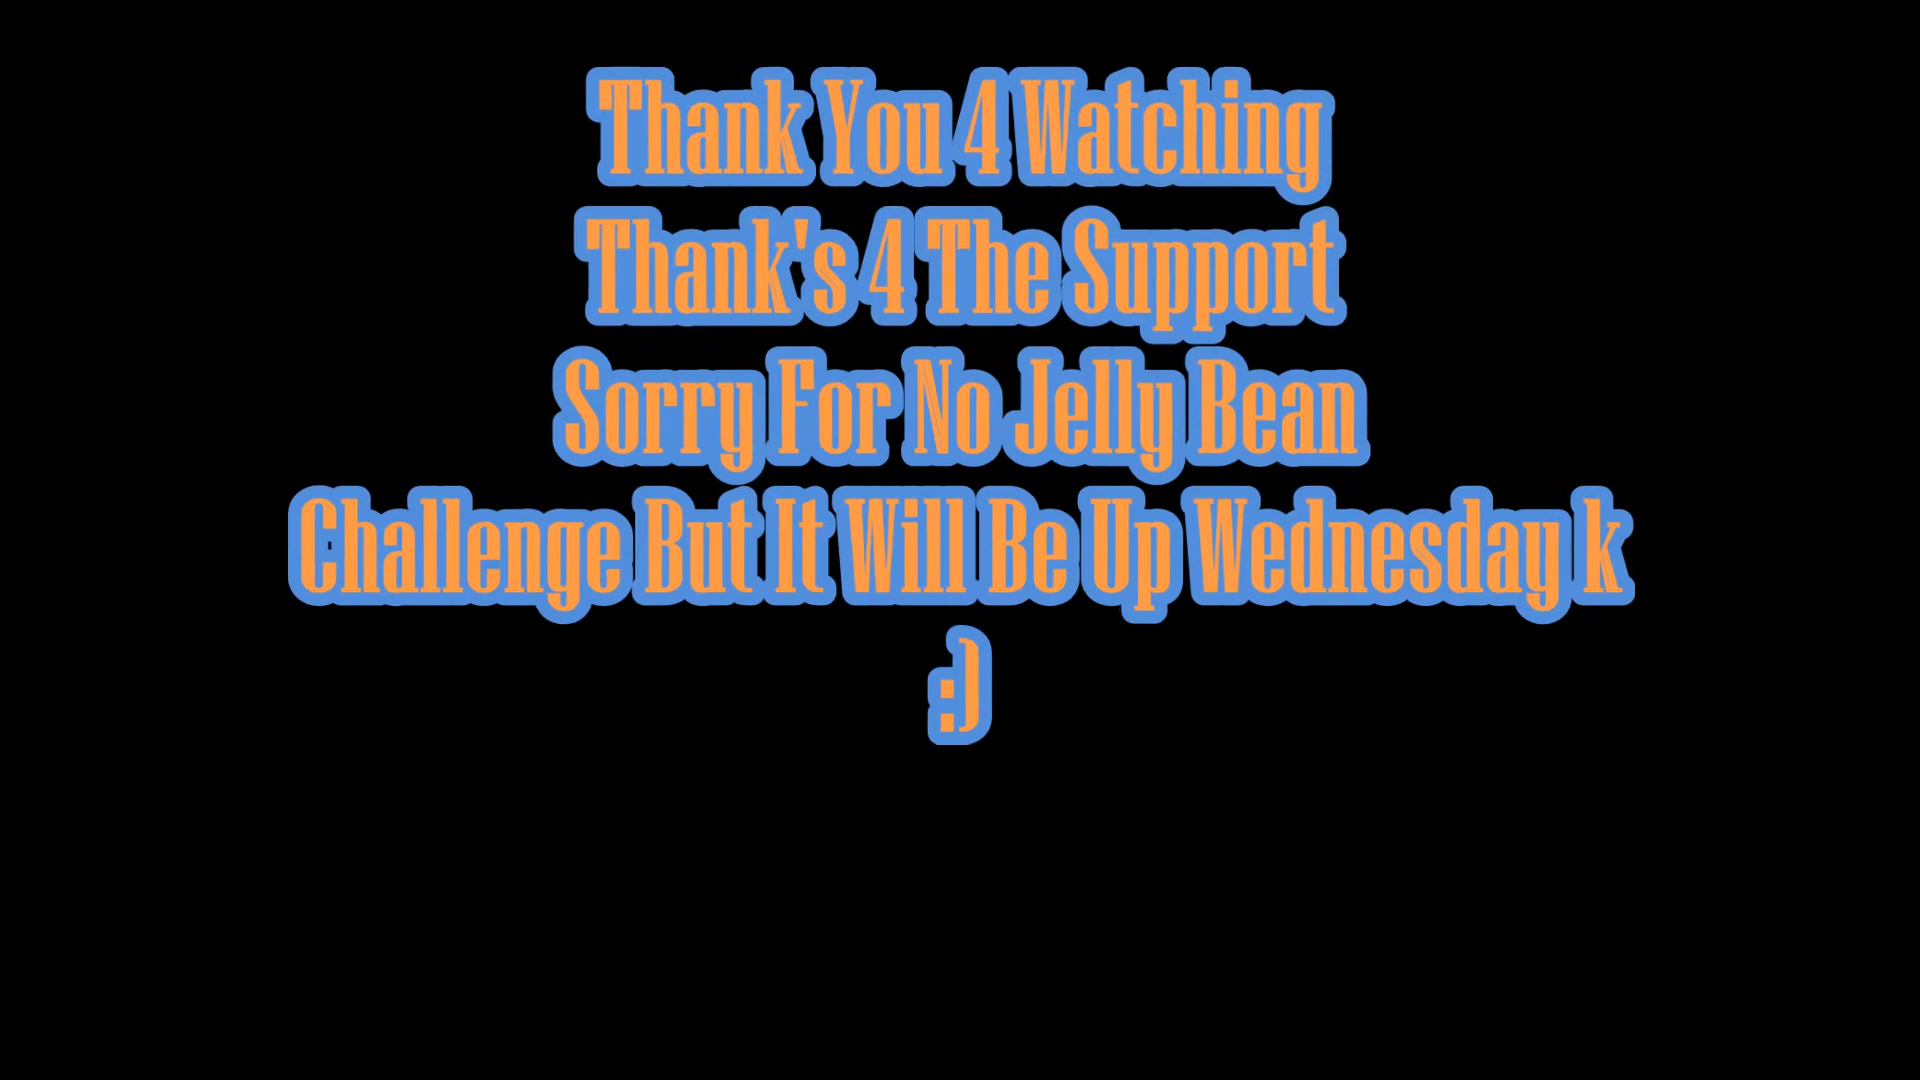 Thank You 4 Watching
Thank's 4 The Support
Sorry For No Jelly Bean
Challenge But It Will Be Up Wednesday k
:)